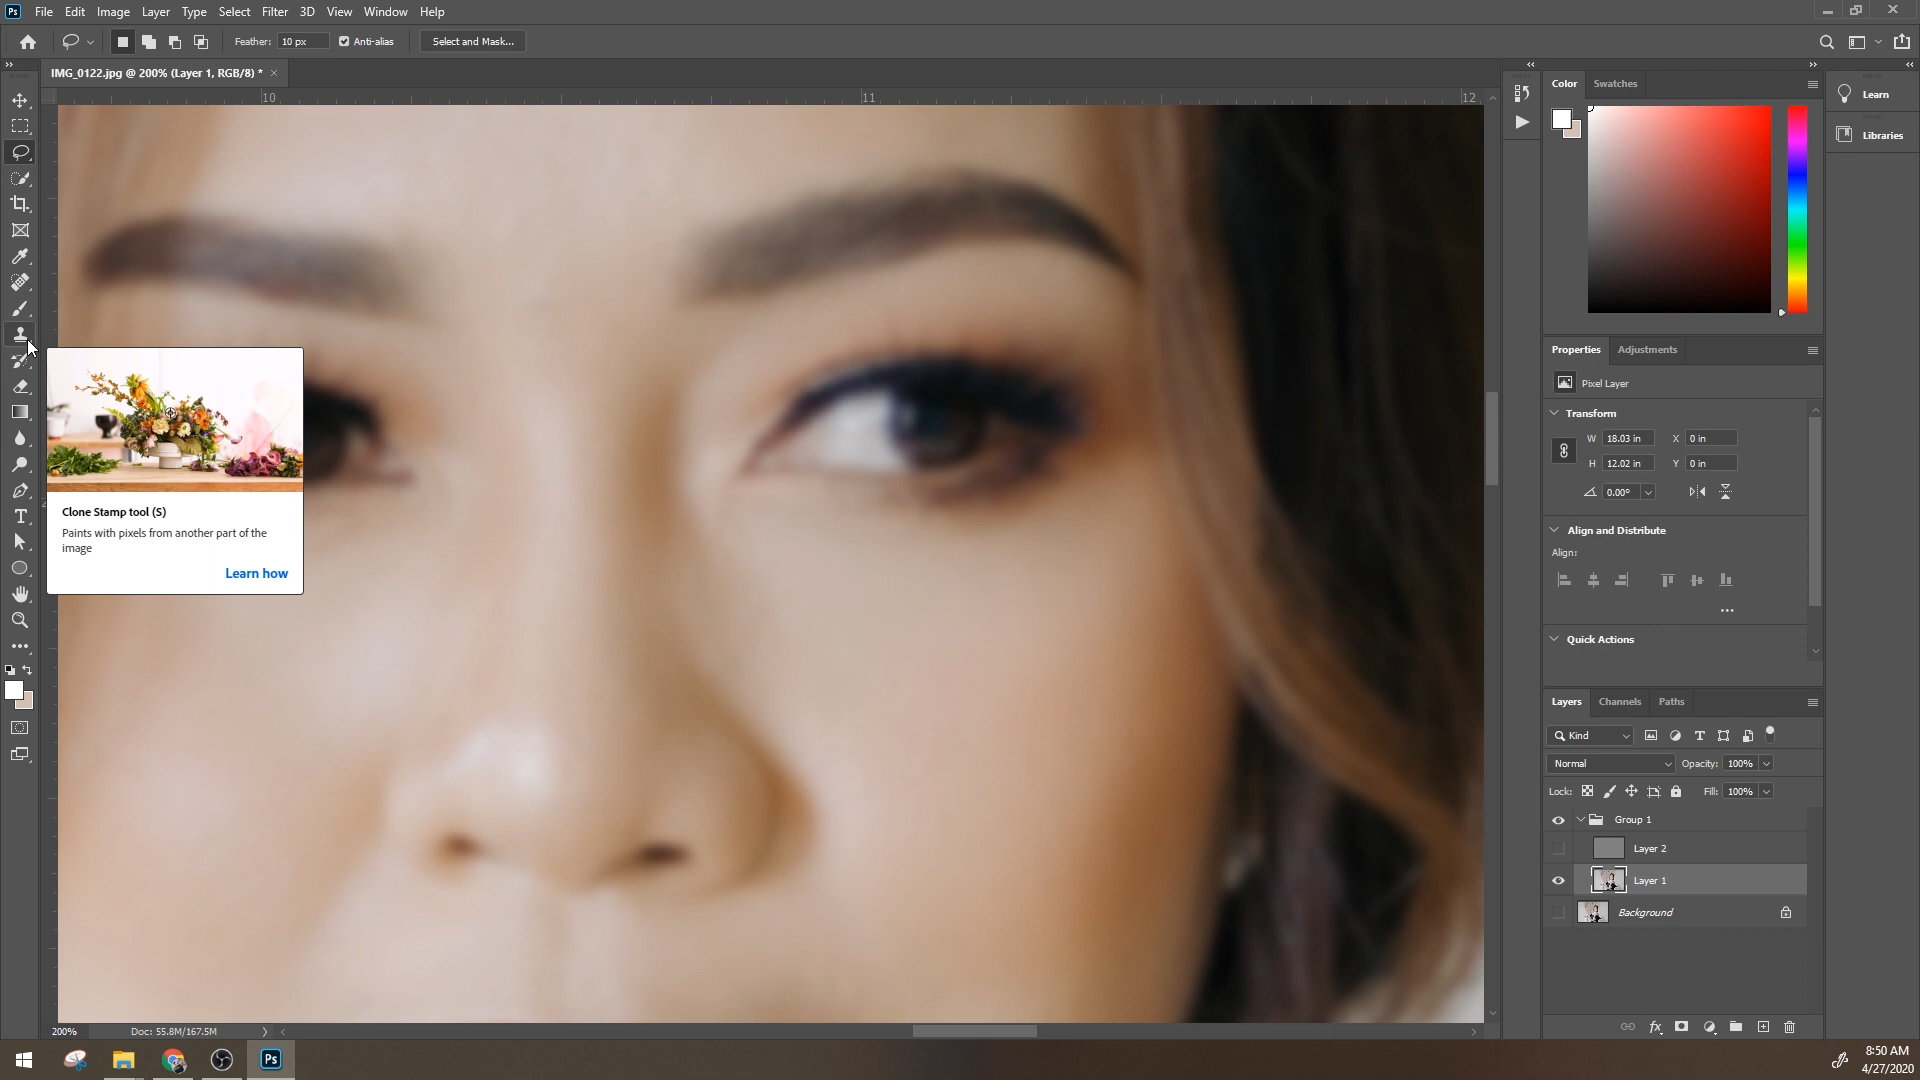 Ps File Edit Image Layer Type Select Filter 3D View Window Help
Feather: 10 px Anti-alias Select and Mask...
IMG_0122.jpg @ 200% (Layer 1, RGB/8) * ×
10 11 12
Color Swatches
Learn
Libraries
Properties Adjustments
Pixel Layer
Transform
W 18.03 in X 0 in
H 12.02 in Y 0 in
0.00°
Align and Distribute
Align:
Quick Actions
Clone Stamp tool (S)
Paints with pixels from another part of the
image
Learn how
Layers Channels Paths
Kind
Normal Opacity: 100%
Lock: Fill: 100%
Group 1
Layer 2
Layer 1
Background
200% Doc: 55.8M/167.5M
Ps
8:50 AM
4/27/2020